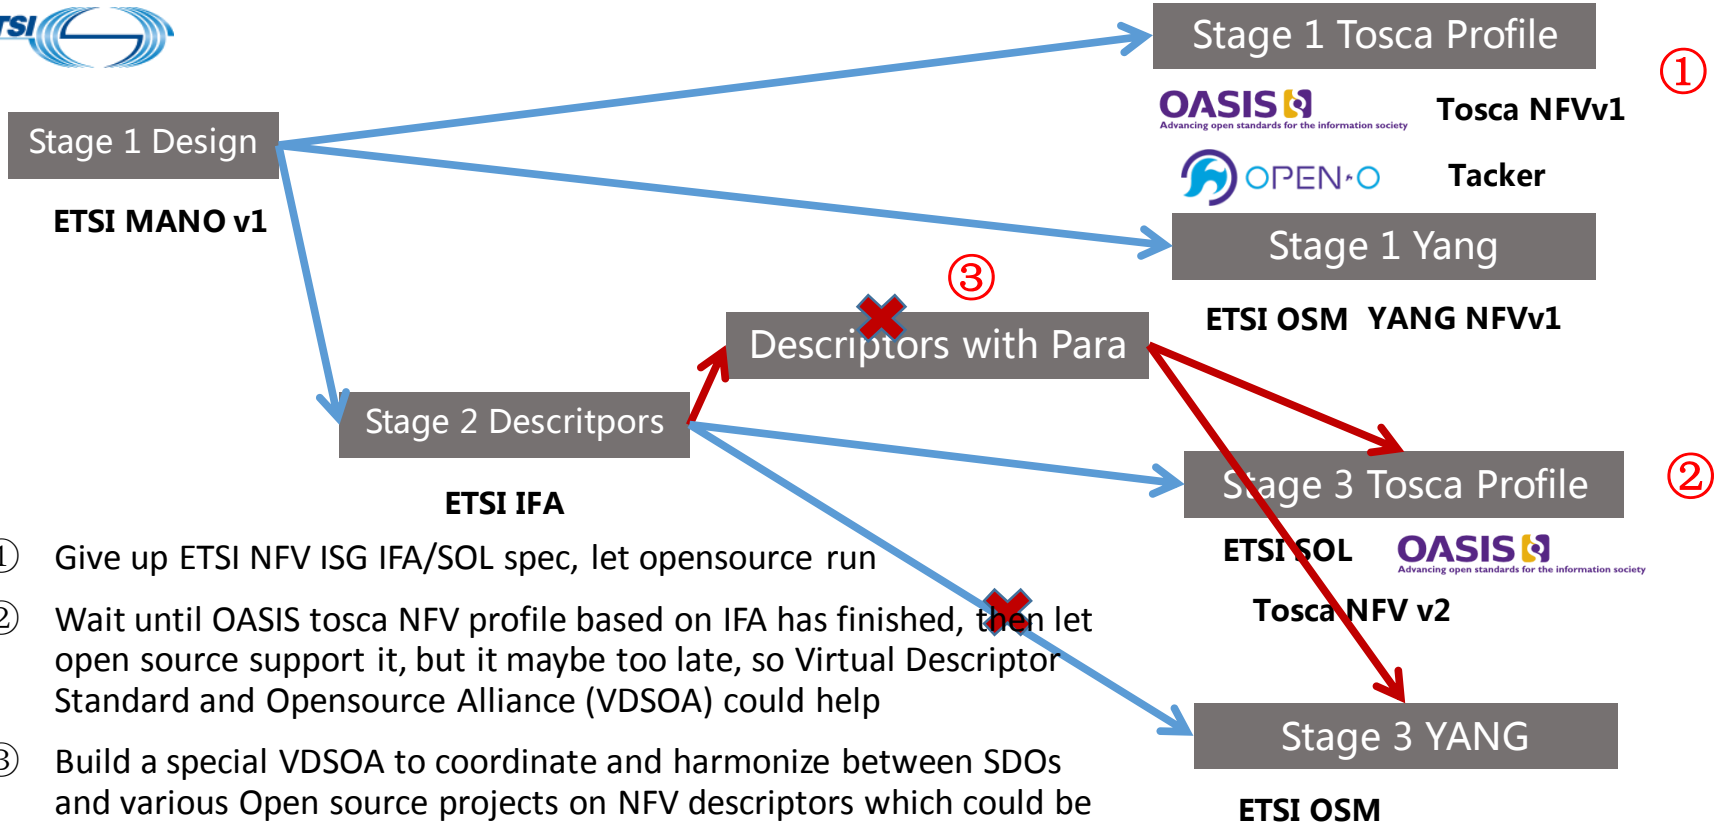 TSI
Stage 1 Tosca Profile
①
OASIS
Advancing open standards for the information society
Tosca NFVv1
Stage 1 Design
OPEN-O
Tacker
ETSI MANO v1
Stage 1 Yang
③
ETSI OSM YANG NFVv1
Descriptors with Para
Stage 2 Descritpors
Stage 3 Tosca Profile
②
ETSI IFA
ETSI SOL
OASIS
Advancing open standards for the information society
Tosca NFV v2
① Give up ETSI NFV ISG IFA/SOL spec, let opensource run
② Wait until OASIS tosca NFV profile based on IFA has finished, then let
open source support it, but it maybe too late, so Virtual Descriptor
Standard and Opensource Alliance (VDSOA) could help
③ Build a special VDSOA to coordinate and harmonize between SDOs
and various Open source projects on NFV descriptors which could be
Stage 3 YANG
ETSI OSM